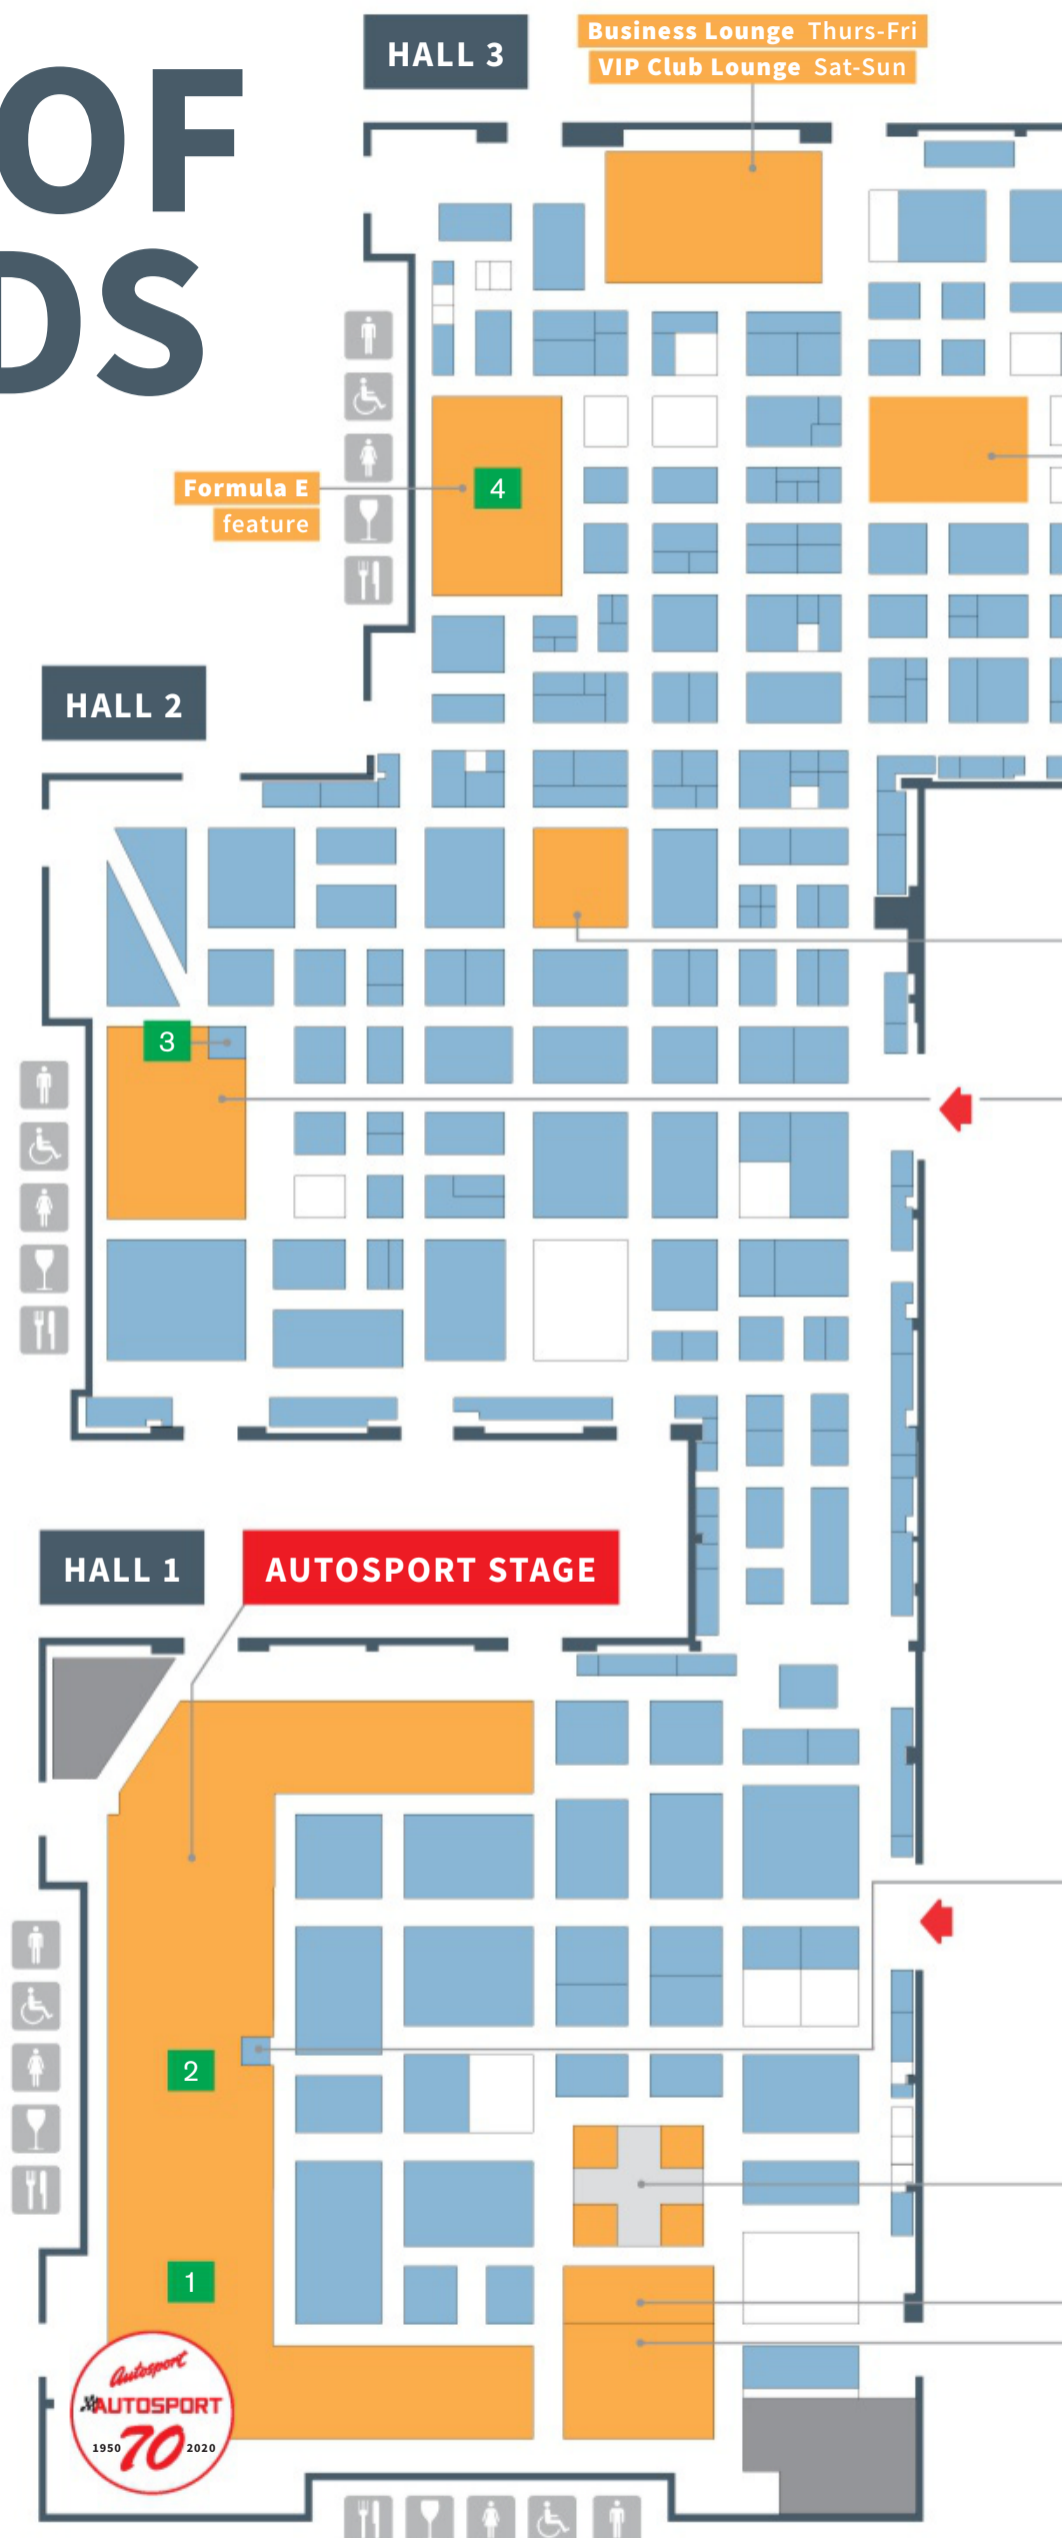 OF
DS
HALL 3
Business Lounge Thurs-Fri
VIP Club Lounge Sat-Sun
Formula E
feature
4
HALL 2
3
HALL 1
AUTOSPORT STAGE
2
1
Autosport
AUTOSPORT
70
1950
2020